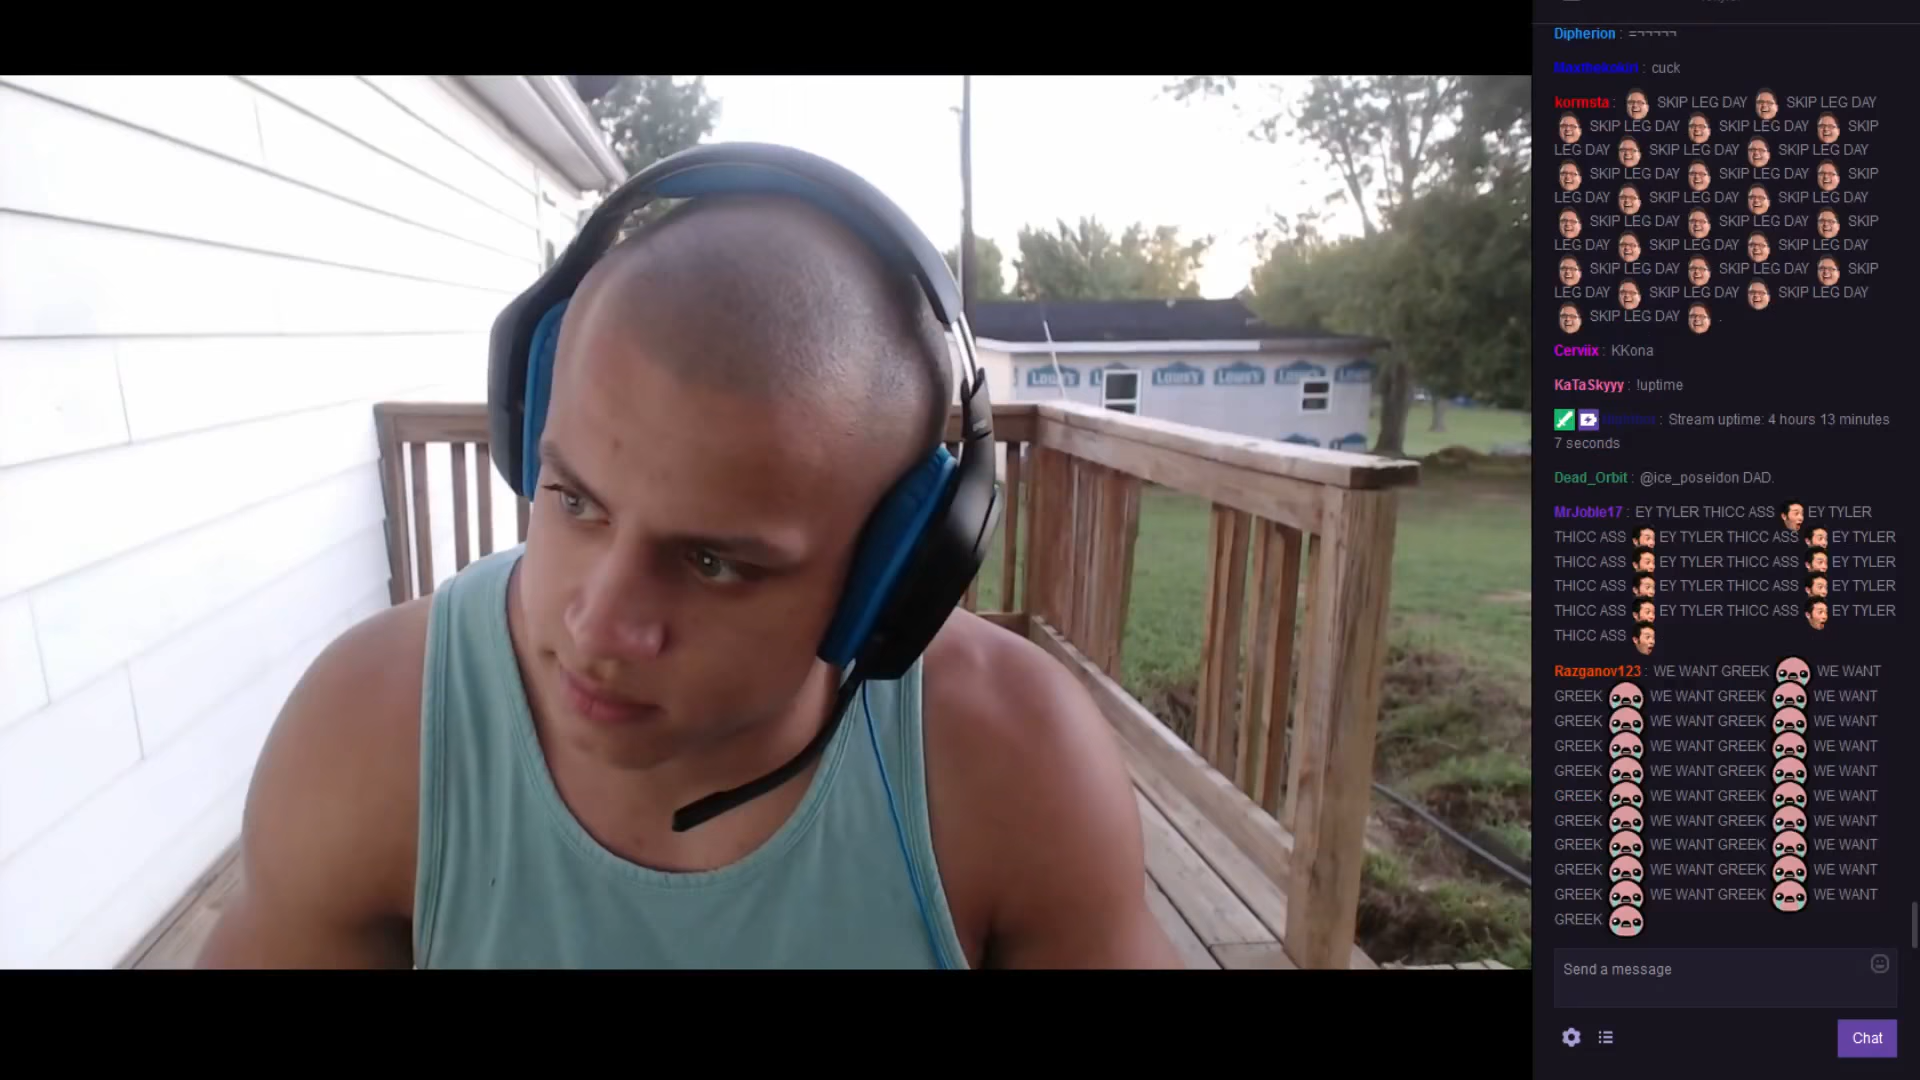 Dipherion : =¬¬¬¬¬
: cuck
kormsta : SKIP LEG DAY SKIP LEG DAY
SKIP LEG DAY SKIP LEG DAY SKIP
LEG DAY SKIP LEG DAY SKIP LEG DAY
SKIP LEG DAY SKIP LEG DAY SKIP
LEG DAY SKIP LEG DAY SKIP LEG DAY
SKIP LEG DAY SKIP LEG DAY SKIP
LEG DAY SKIP LEG DAY SKIP LEG DAY
SKIP LEG DAY SKIP LEG DAY SKIP
LEG DAY SKIP LEG DAY SKIP LEG DAY
SKIP LEG DAY .
Cerviix : KKona
KaTaSkyyy : !uptime
: Stream uptime: 4 hours 13 minutes
7 seconds
Dead_Orbit : @ice_poseidon DAD.
MrJoble17 : EY TYLER THICC ASS EY TYLER
THICC ASS EY TYLER THICC ASS EY TYLER
THICC ASS EY TYLER THICC ASS EY TYLER
THICC ASS EY TYLER THICC ASS EY TYLER
THICC ASS EY TYLER THICC ASS EY TYLER
THICC ASS
Razganov123 : WE WANT GREEK WE WANT
GREEK WE WANT GREEK WE WANT
GREEK WE WANT GREEK WE WANT
GREEK WE WANT GREEK WE WANT
GREEK WE WANT GREEK WE WANT
GREEK WE WANT GREEK WE WANT
GREEK WE WANT GREEK WE WANT
GREEK WE WANT GREEK WE WANT
GREEK WE WANT GREEK WE WANT
GREEK WE WANT GREEK WE WANT
GREEK
Send a message
Chat
Lowe's Lowe's Lowe's Lowe's Lowe's